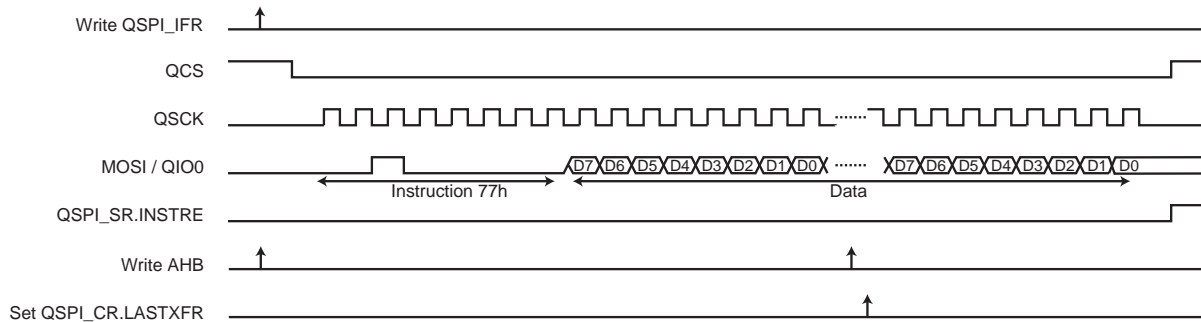 Write QSPI_IFR
QCS
QSCK
MOSI / QIO0
D7 D6 D5 D4 D3 D2 D1 D0 D7 D6 D5 D4 D3 D2 D1 D0
Instruction 77h
Data
QSPI_SR.INSTRE
Write AHB
Set QSPI_CR.LASTXFR